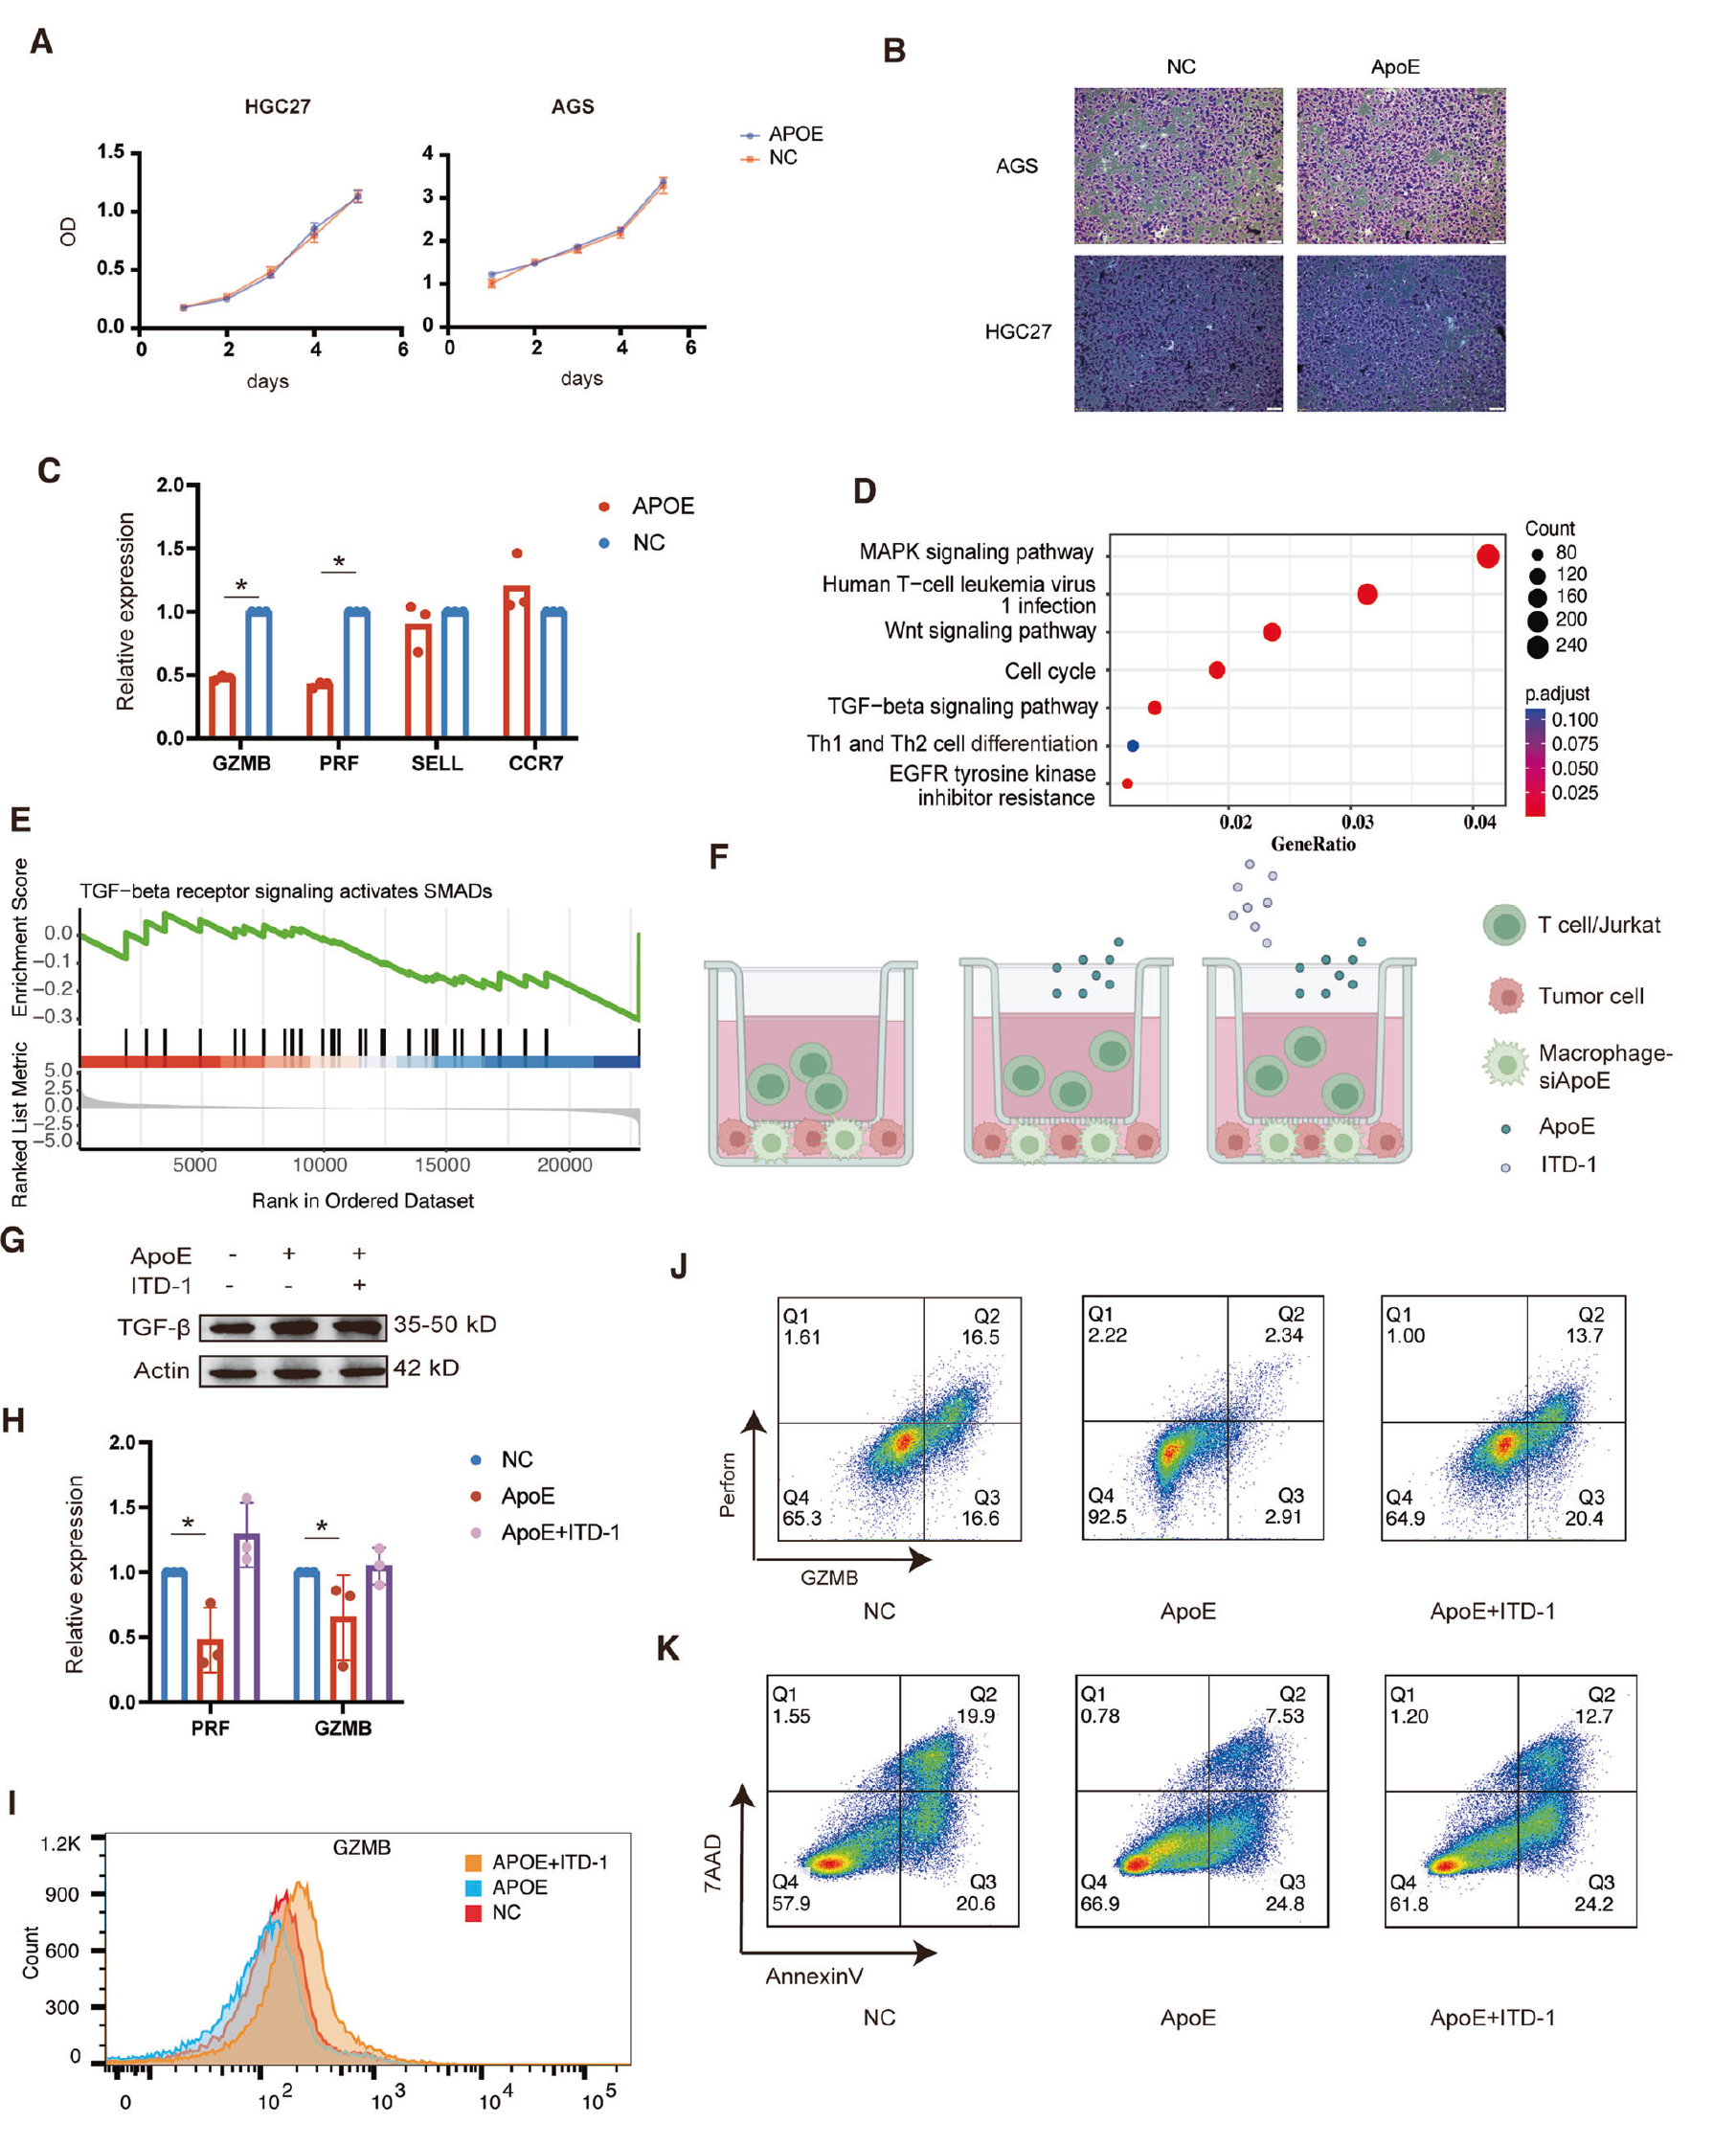 A
HGC27
AGS
APOE
NC
1.5
1.0
0.5
0.0
OD
0
2
4
6
days
4
3
2
1
0
0
2
4
6
days
B
NC
ApoE
AGS
HGC27
C
2.0
1.5
1.0
0.5
0.0
Relative expression
*
*
APOE
NC
GZMB
PRF
SELL
CCR7
D
MAPK signaling pathway
Human T−cell leukemia virus
1 infection
Wnt signaling pathway
Cell cycle
TGF−beta signaling pathway
Th1 and Th2 cell differentiation
EGFR tyrosine kinase
inhibitor resistance
0.02
0.03
0.04
GeneRatio
Count
80
120
160
200
240
p.adjust
0.100
0.075
0.050
0.025
E
TGF−beta receptor signaling activates SMADs
Enrichment Score
0.0
−0.1
−0.2
−0.3
Ranked List Metric
5.0
2.5
0.0
−2.5
−5.0
5000
10000
15000
20000
Rank in Ordered Dataset
F
T cell/Jurkat
Tumor cell
Macrophage-
siApoE
ApoE
ITD-1
G
ApoE - + +
ITD-1 - - +
TGF-β 35-50 kD
Actin 42 kD
H
2.0
1.5
1.0
0.5
0.0
Relative expression
*
*
NC
ApoE
ApoE+ITD-1
PRF
GZMB
I
GZMB
1.2K
900
600
300
0
Count
APOE+ITD-1
APOE
NC
0
10^2
10^3
10^4
10^5
J
Q1
1.61
Q2
16.5
Q4
65.3
Q3
16.6
Q1
2.22
Q2
2.34
Q4
92.5
Q3
2.91
Q1
1.00
Q2
13.7
Q4
64.9
Q3
20.4
Perforn
GZMB
NC
ApoE
ApoE+ITD-1
K
Q1
1.55
Q2
19.9
Q4
57.9
Q3
20.6
Q1
0.78
Q2
7.53
Q4
66.9
Q3
24.8
Q1
1.20
Q2
12.7
Q4
61.8
Q3
24.2
7AAD
AnnexinV
NC
ApoE
ApoE+ITD-1